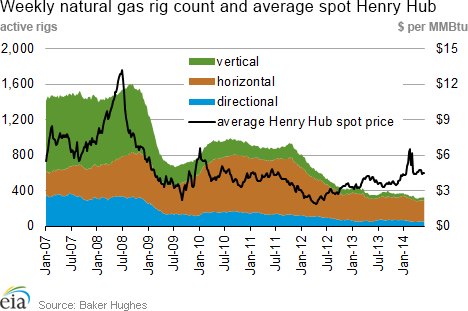 Weekly natural gas rig count and average spot Henry Hub
active rigs $ per MMBtu
2,000 $15
1,600 $12
1,200 $9
800 $6
400 $3
0 $0
vertical
horizontal
directional
average Henry Hub spot price
Jan-07 Jul-07 Jan-08 Jul-08 Jan-09 Jul-09 Jan-10 Jul-10 Jan-11 Jul-11 Jan-12 Jul-12 Jan-13 Jul-13 Jan-14
eia Source: Baker Hughes